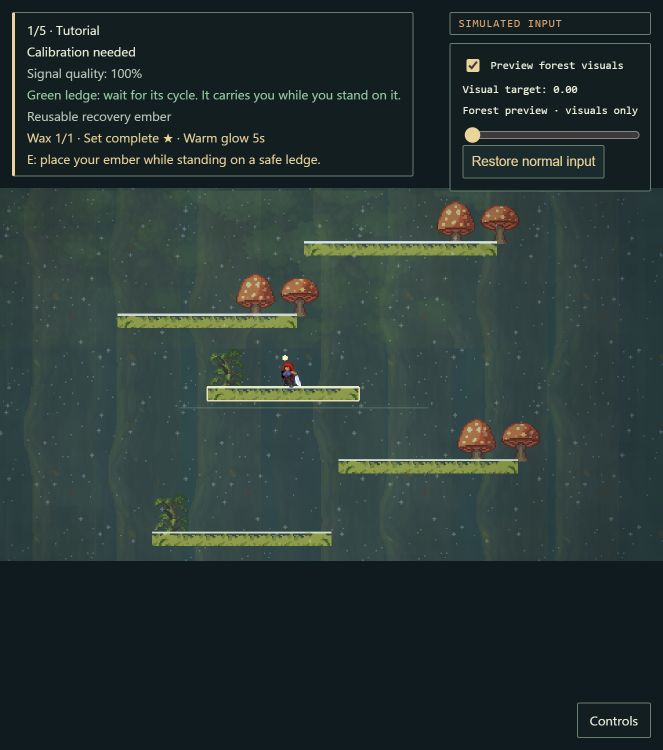 1/5 · Tutorial
Calibration needed
Signal quality: 100%
Green ledge: wait for its cycle. It carries you while you stand on it.
Reusable recovery ember
Wax 1/1 · Set complete ★ · Warm glow 5s
E: place your ember while standing on a safe ledge.
SIMULATED INPUT
Preview forest visuals
Visual target: 0.00
Forest preview · visuals only
Restore normal input
Controls